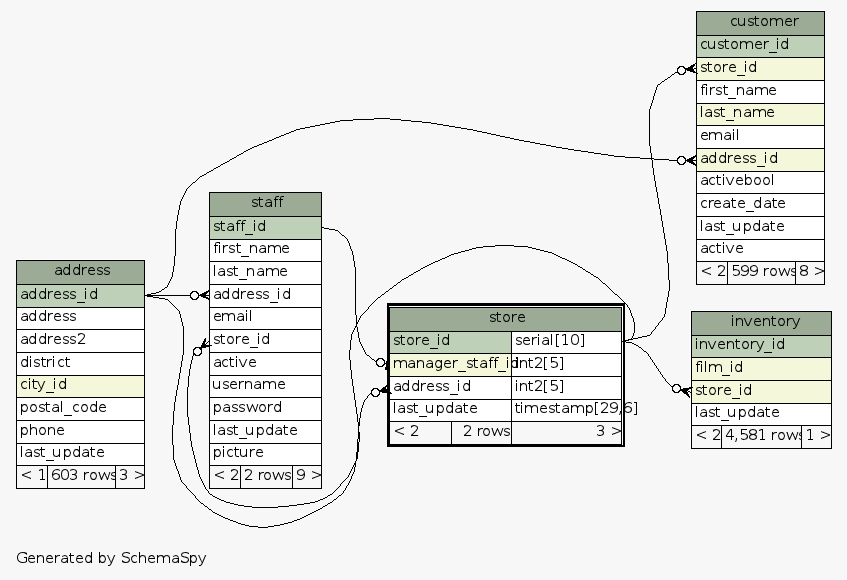 customer
customer_id
store_id
first_name
last_name
email
address_id
activebool
create_date
last_update
active
< 2 599 rows 8 >
staff
staff_id
first_name
last_name
address_id
email
store_id
active
username
password
last_update
picture
< 2 2 rows 9 >
address
address_id
address
address2
district
city_id
postal_code
phone
last_update
< 1 603 rows 3 >
store
store_id serial[10]
manager_staff_id int2[5]
address_id int2[5]
last_update timestamp[29,6]
< 2 2 rows 3 >
inventory
inventory_id
film_id
store_id
last_update
< 2 4,581 rows 1 >
Generated by SchemaSpy